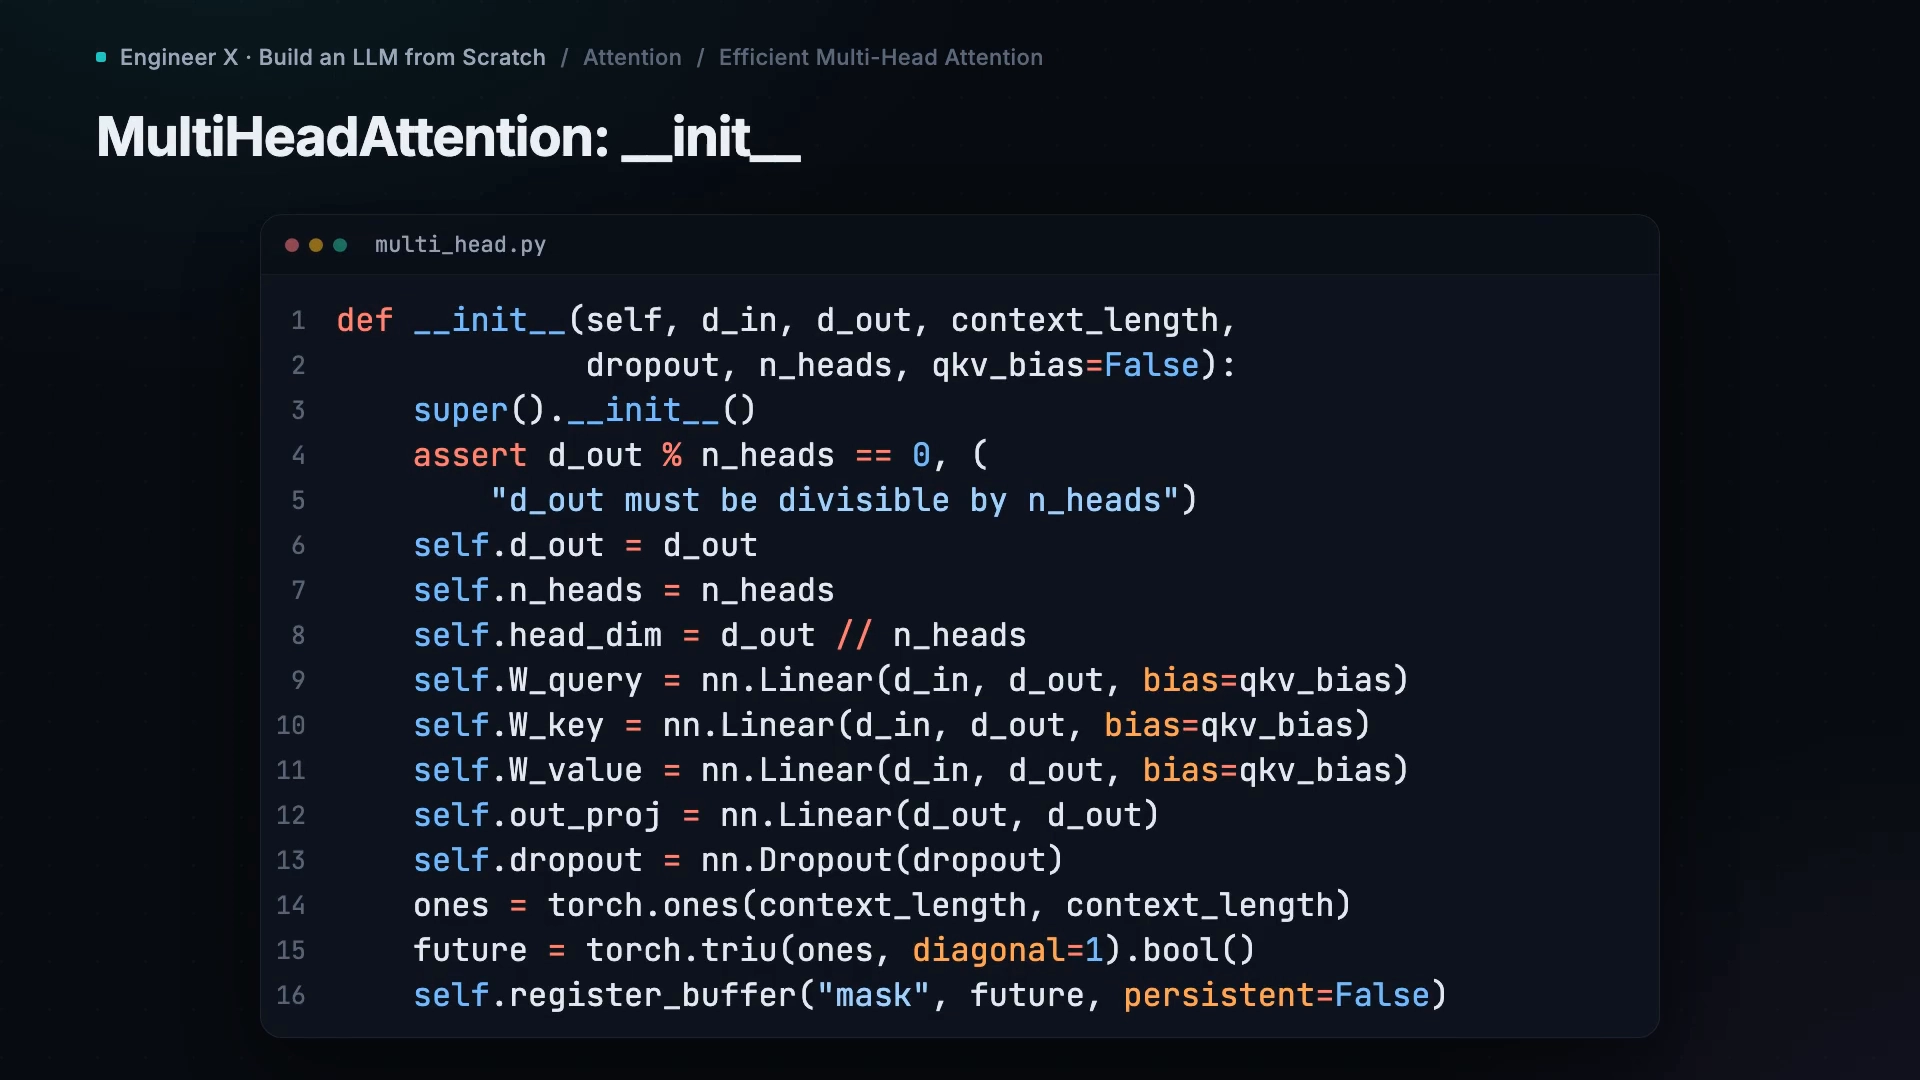 Engineer X · Build an LLM from Scratch / Attention / Efficient Multi-Head Attention
MultiHeadAttention: __init__
multi_head.py
1 def __init__(self, d_in, d_out, context_length,
2              dropout, n_heads, qkv_bias=False):
3     super().__init__()
4     assert d_out % n_heads == 0, (
5         "d_out must be divisible by n_heads")
6     self.d_out = d_out
7     self.n_heads = n_heads
8     self.head_dim = d_out // n_heads
9     self.W_query = nn.Linear(d_in, d_out, bias=qkv_bias)
10     self.W_key = nn.Linear(d_in, d_out, bias=qkv_bias)
11     self.W_value = nn.Linear(d_in, d_out, bias=qkv_bias)
12     self.out_proj = nn.Linear(d_out, d_out)
13     self.dropout = nn.Dropout(dropout)
14     ones = torch.ones(context_length, context_length)
15     future = torch.triu(ones, diagonal=1).bool()
16     self.register_buffer("mask", future, persistent=False)